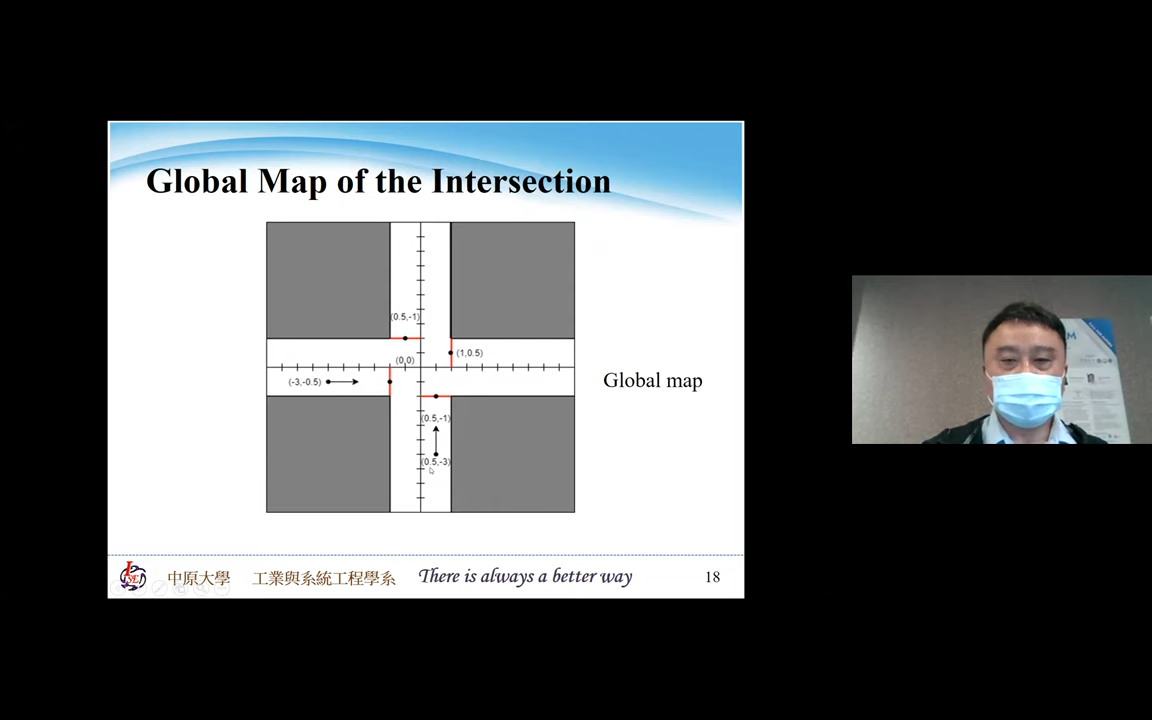 Global Map of the Intersection
(0.5,-1)
(0,0)
(1,0.5)
(-3,-0.5)
Global map
(0.5,-1)
(0.5,-3)
中原大學 工業與系統工程學系 There is always a better way 18